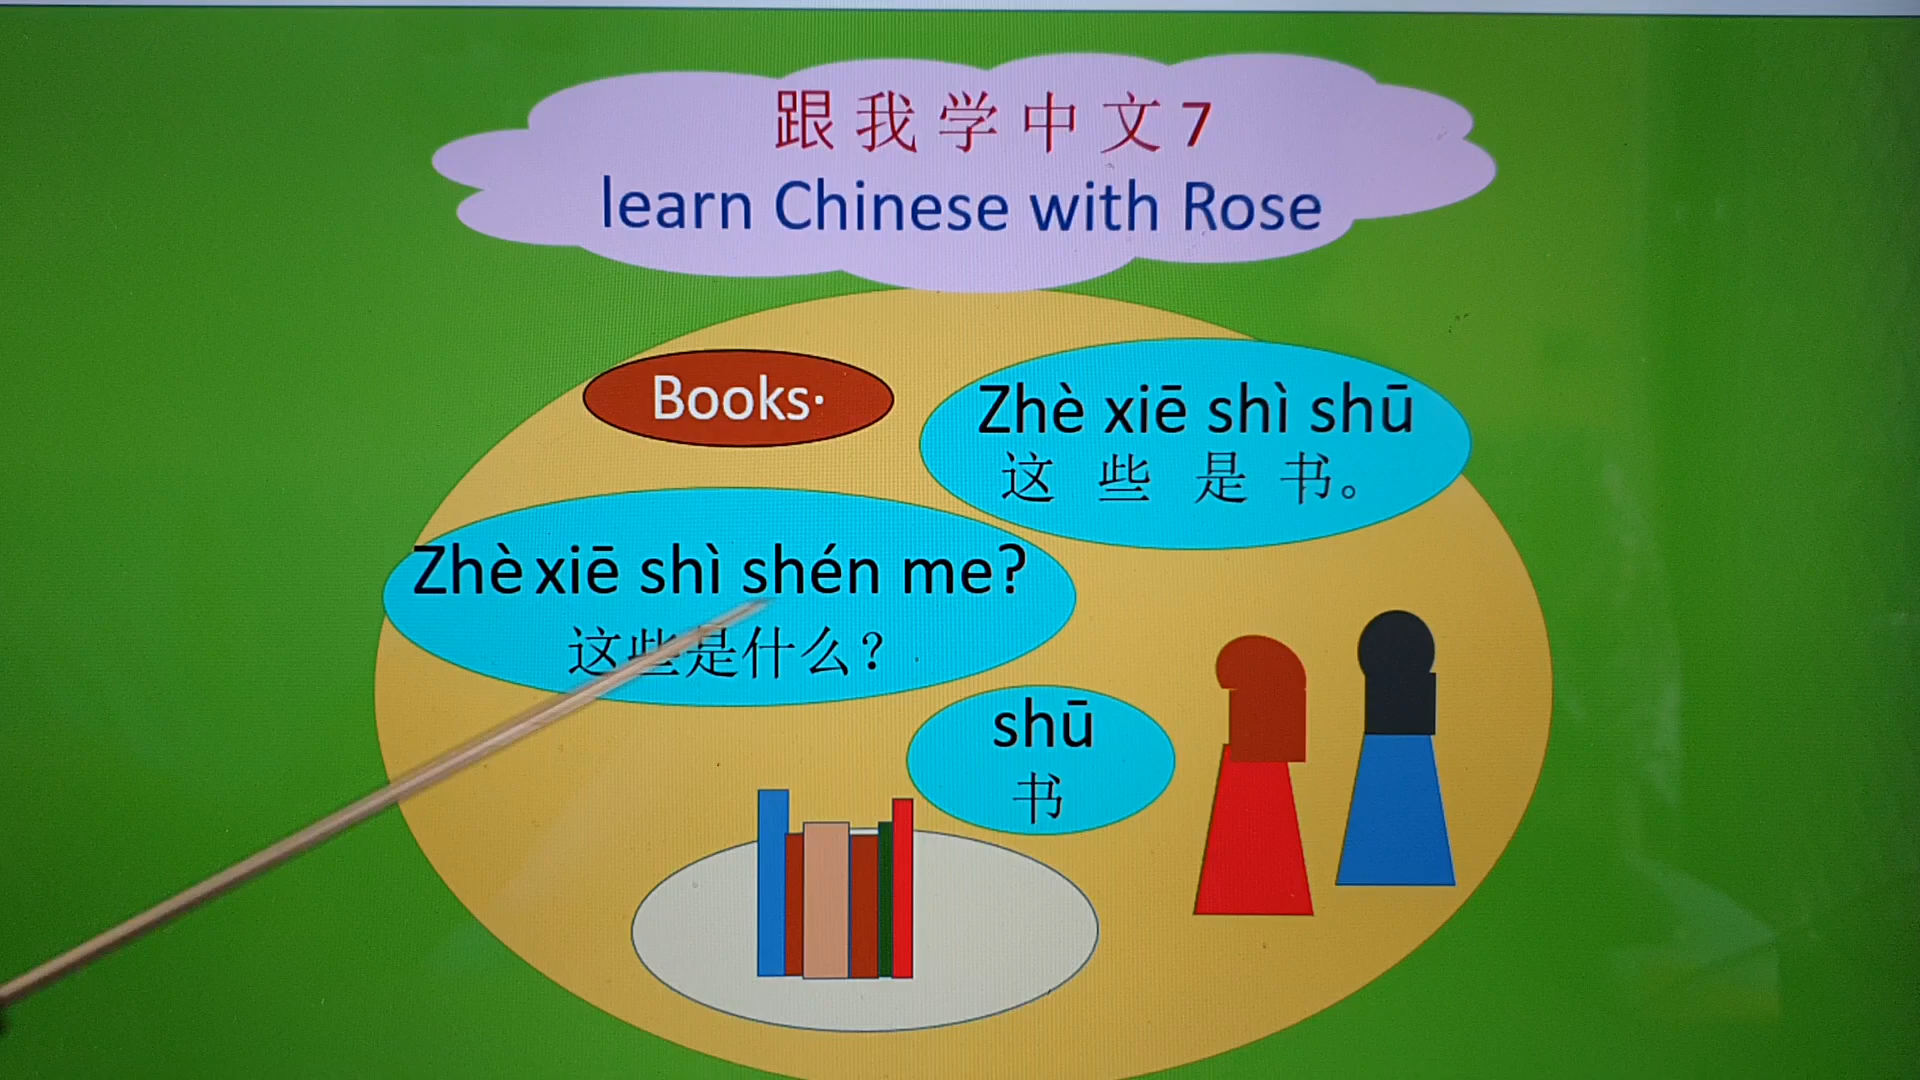 跟我学中文7
learn Chinese with Rose
Books·
Zhè xiē shì shū
这 些 是 书。
Zhè xiē shì shén me?
这些是什么?
shū
书